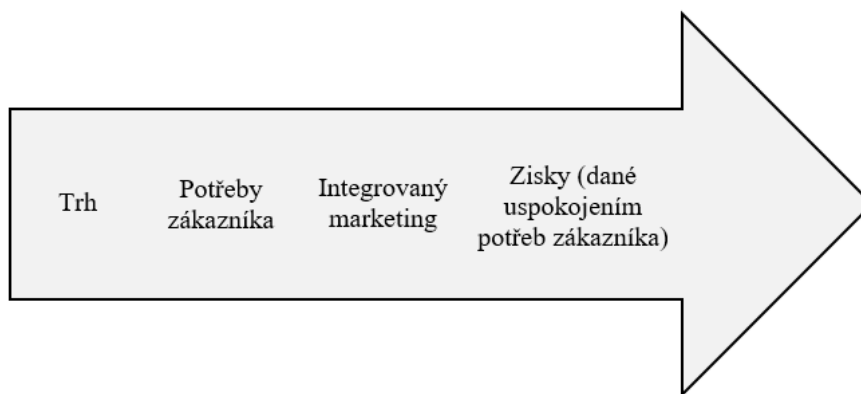 Trh
Potřeby
zákazníka
Integrovaný
marketing
Zisky (dané
uspokojením
potřeb zákazníka)